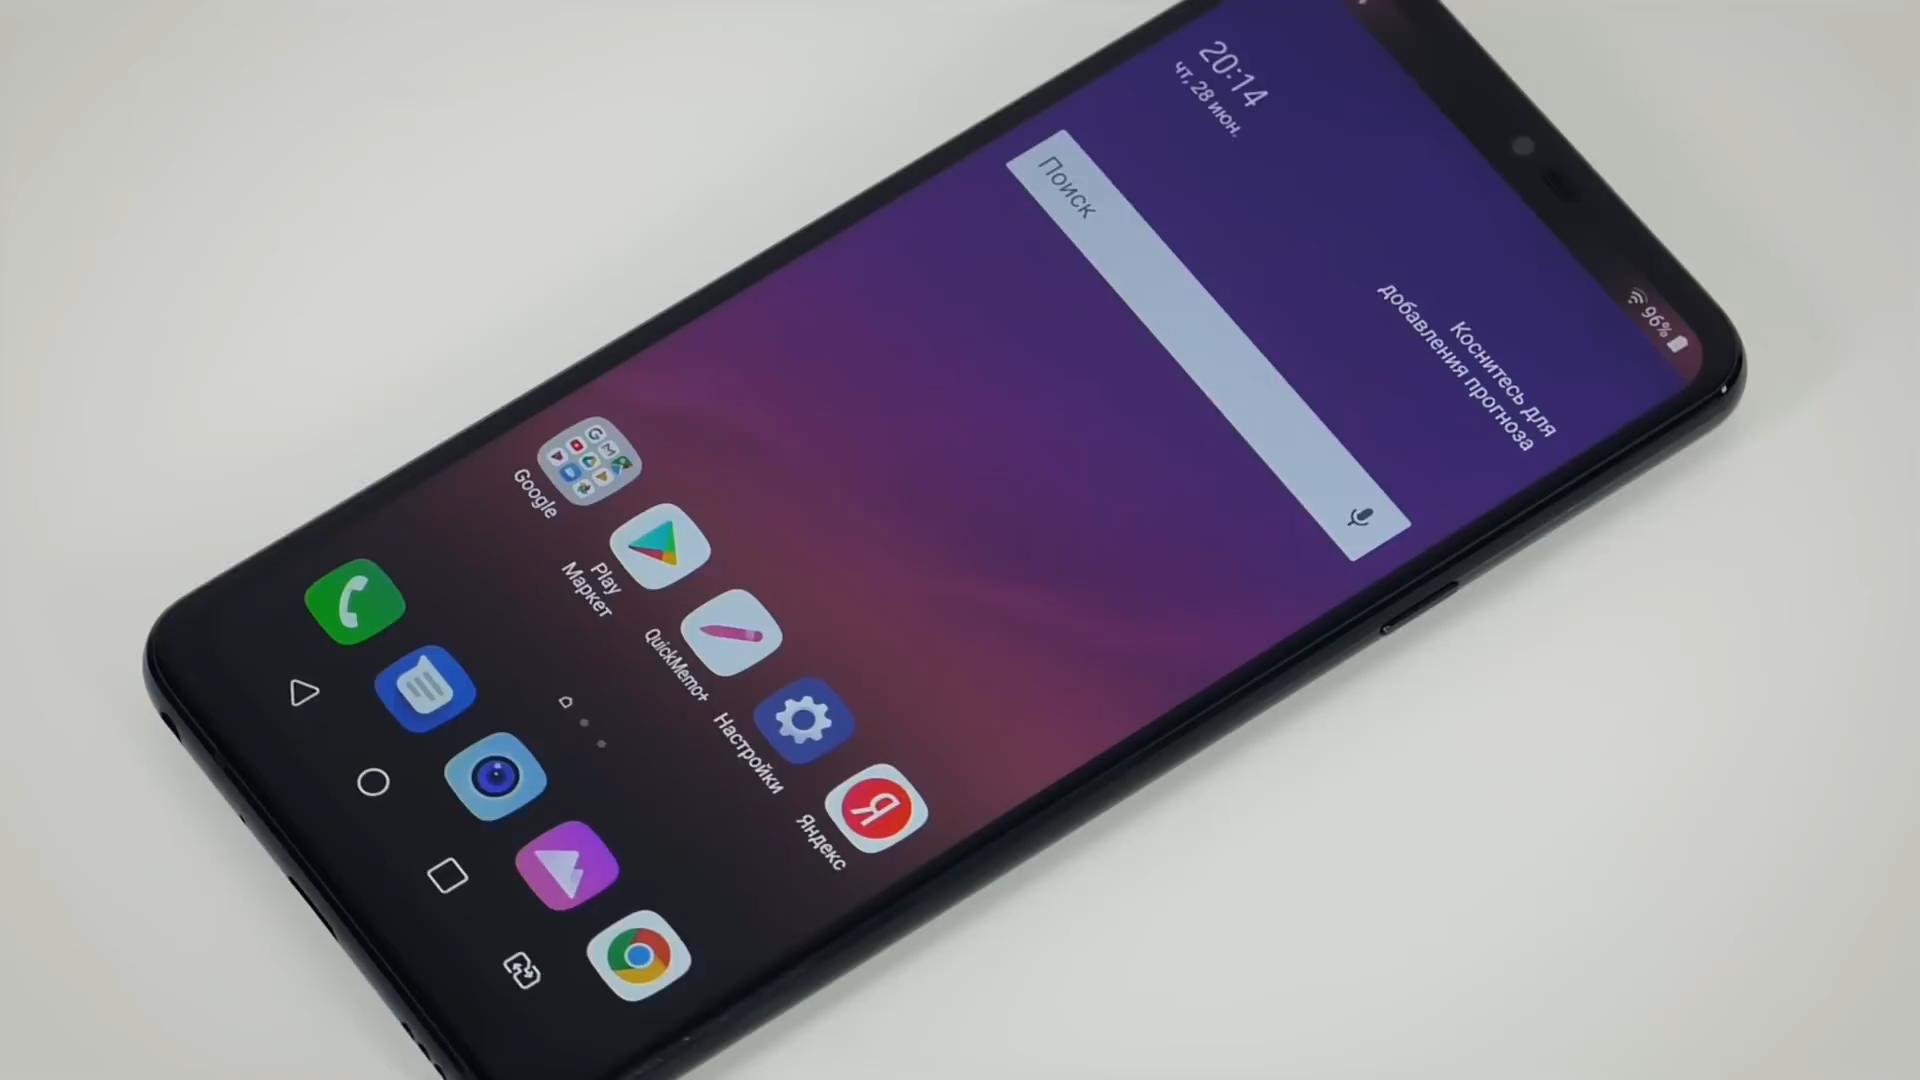 20:14
чт, 28 июн.
96%
Коснитесь для
добавления прогноза
Поиск
Google
Play
Маркет
QuickMemo+
Настройки
Яндекс